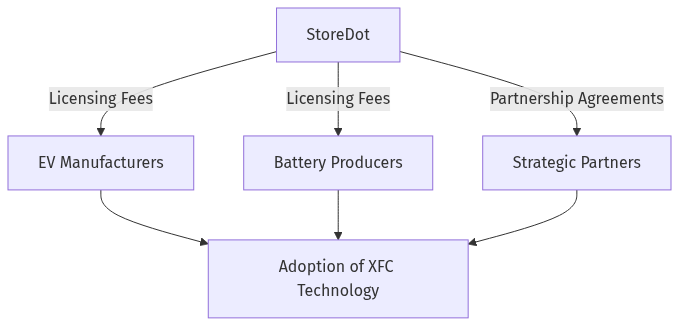 StoreDot
Licensing Fees
Licensing Fees
Partnership Agreements
EV Manufacturers
Battery Producers
Strategic Partners
Adoption of XFC
Technology